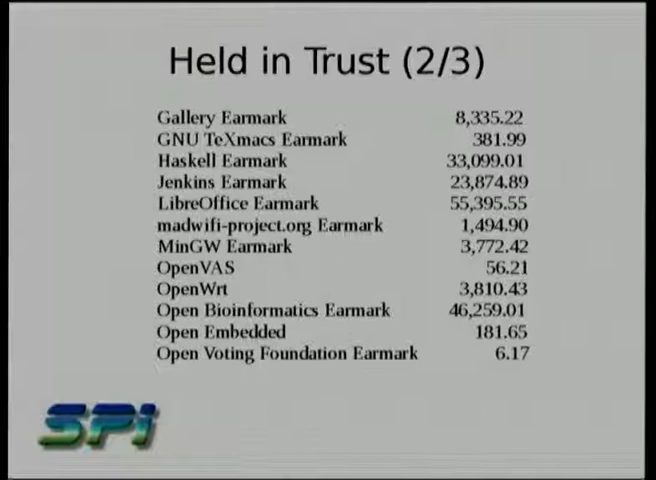 Held in Trust (2/3)
Gallery Earmark 8,335.22
GNU TeXmacs Earmark 381.99
Haskell Earmark 33,099.01
Jenkins Earmark 23,874.89
LibreOffice Earmark 55,395.55
madwifi-project.org Earmark 1,494.90
MinGW Earmark 3,772.42
OpenVAS 56.21
OpenWrt 3,810.43
Open Bioinformatics Earmark 46,259.01
Open Embedded 181.65
Open Voting Foundation Earmark 6.17
SPi